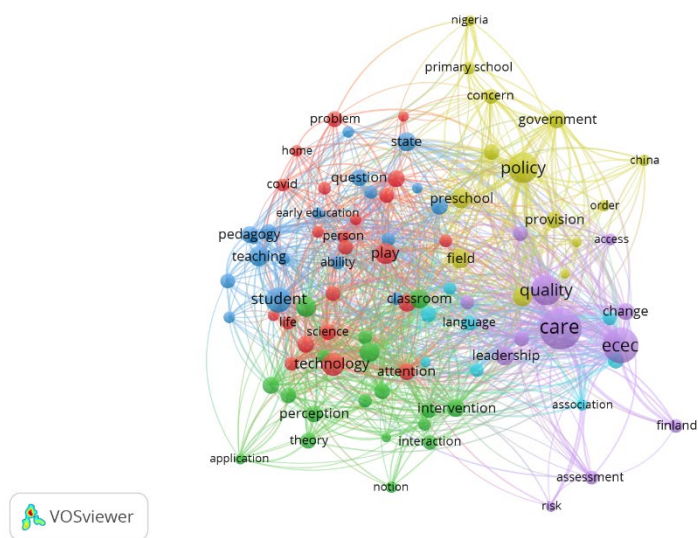 nigeria
primary school
concern
problem
government
state
home
china
policy
question
covid
preschool
order
early education
provision
pedagogy
person
access
play
teaching
field
ability
quality
student
classroom
change
life
language
care
science
ecec
leadership
technology
attention
association
perception
intervention
finland
theory
interaction
application
assessment
notion
risk
VOSviewer